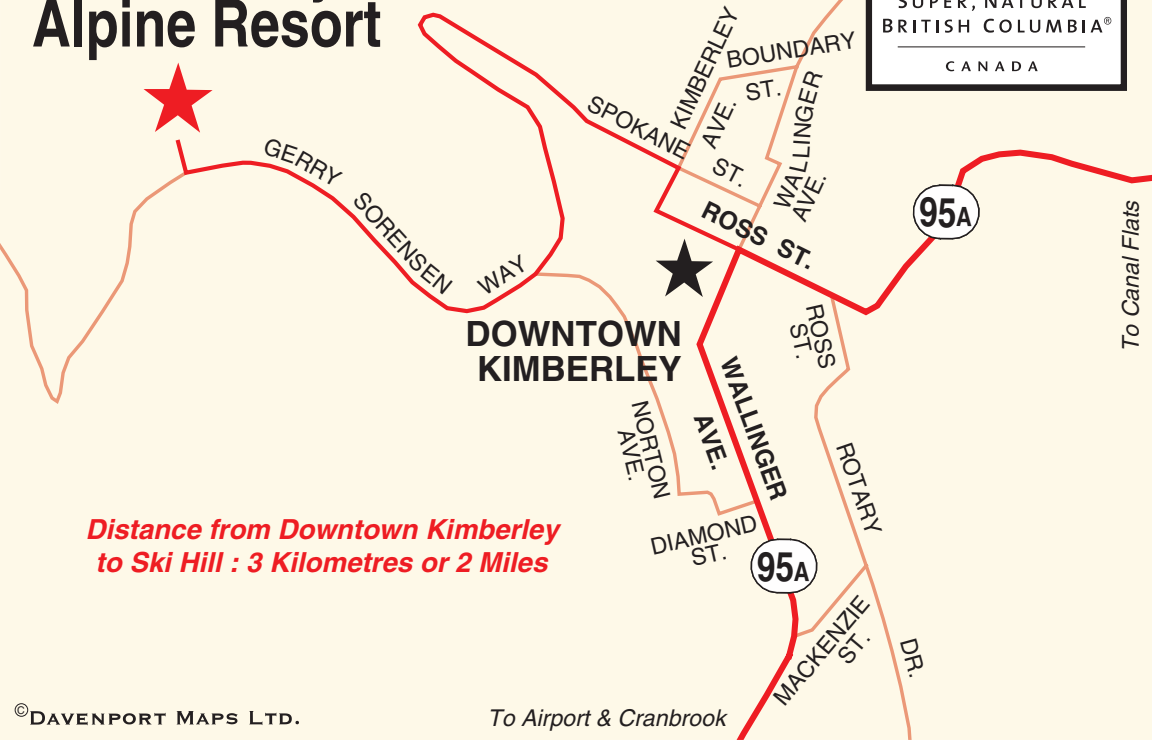 Alpine Resort
SUPER, NATURAL
BRITISH COLUMBIA®
CANADA
KIMBERLEY
AVE.
BOUNDARY
ST.
WALLINGER
AVE.
SPOKANE
ST.
GERRY SORENSEN WAY
ROSS ST.
95A
To Canal Flats
DOWNTOWN
KIMBERLEY
ROSS
ST.
WALLINGER
AVE.
NORTON
AVE.
ROTARY DR.
DIAMOND
ST.
95A
MACKENZIE
ST.
Distance from Downtown Kimberley
to Ski Hill : 3 Kilometres or 2 Miles
©DAVENPORT MAPS LTD.
To Airport & Cranbrook